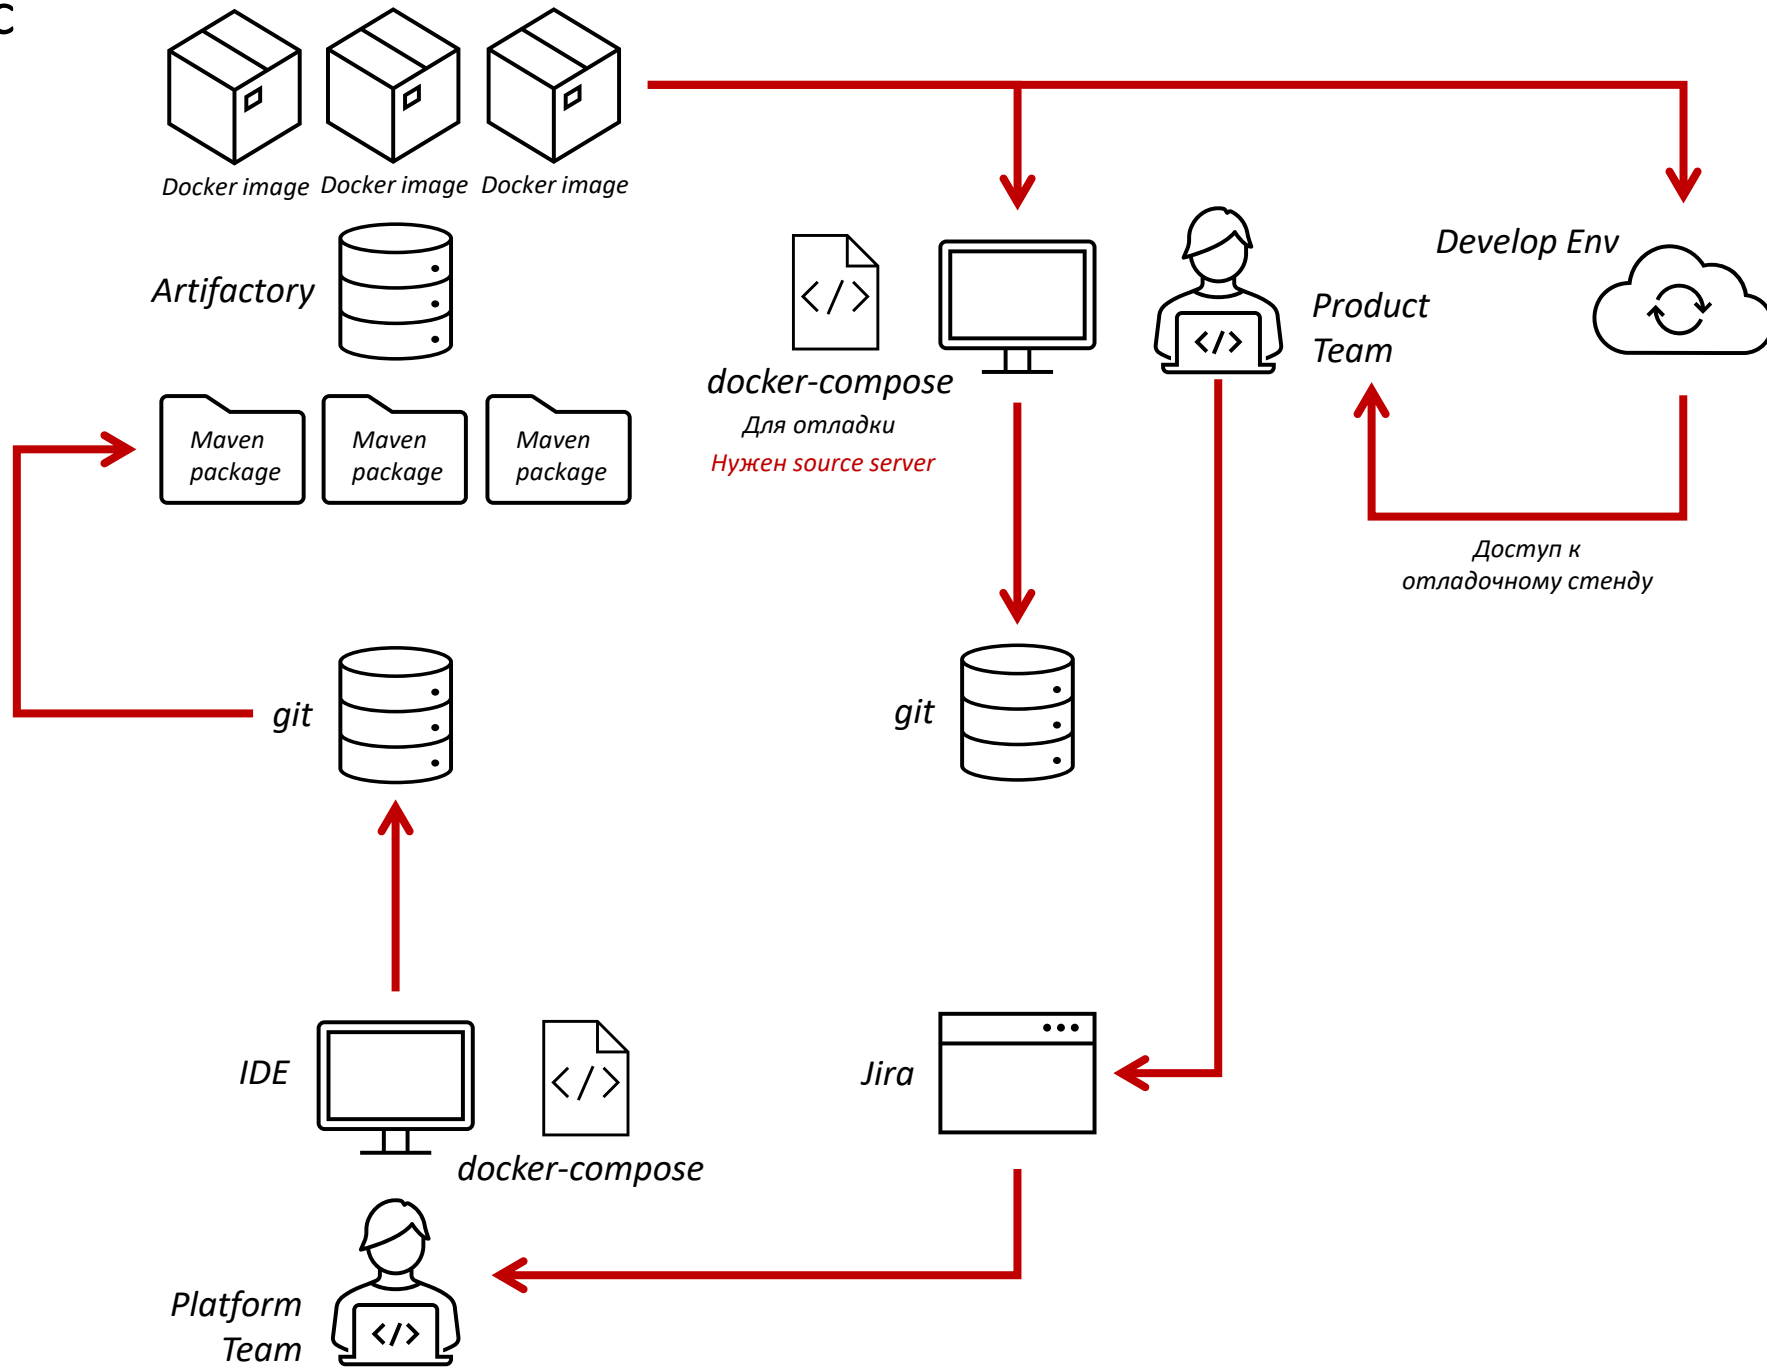 с
Docker image Docker image Docker image
Artifactory
Maven
package
Maven
package
Maven
package
</>
docker-compose
Для отладки
Нужен source server
</>
Product
Team
Develop Env
Доступ к
отладочному стенду
git
git
IDE
</>
docker-compose
Jira
Platform
Team
</>